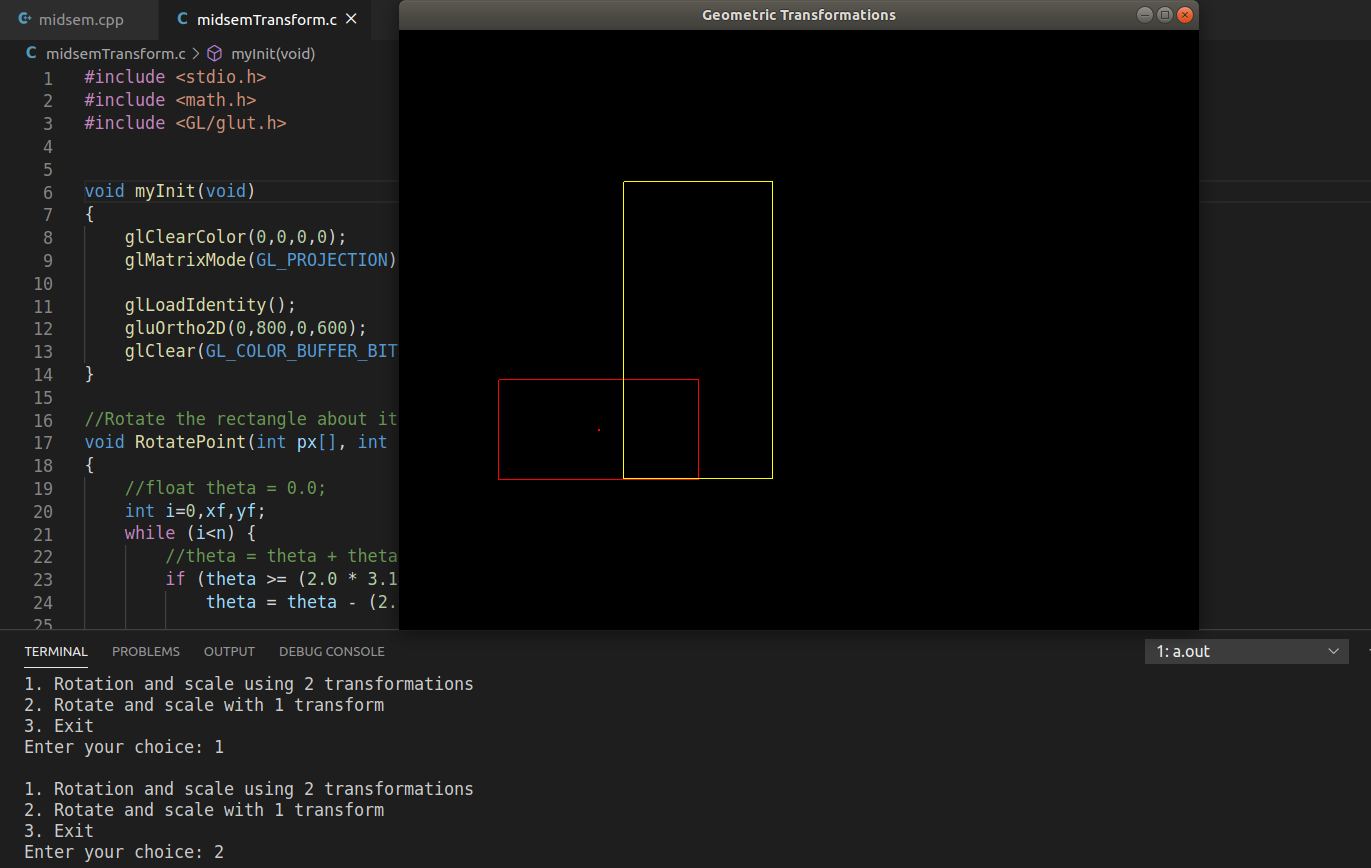 midsem.cpp
midsemTransform.c
Geometric Transformations
midsemTransform.c > myInit(void)
1 #include <stdio.h>
2 #include <math.h>
3 #include <GL/glut.h>
4
5
6 void myInit(void)
7 {
8 glClearColor(0,0,0,0);
9 glMatrixMode(GL_PROJECTION)
10
11 glLoadIdentity();
12 gluOrtho2D(0,800,0,600);
13 glClear(GL_COLOR_BUFFER_BIT
14 }
15
16 //Rotate the rectangle about it
17 void RotatePoint(int px[], int
18 {
19 //float theta = 0.0;
20 int i=0,xf,yf;
21 while (i<n) {
22 //theta = theta + theta
23 if (theta >= (2.0 * 3.1
24 theta = theta - (2.
25
TERMINAL PROBLEMS OUTPUT DEBUG CONSOLE 1: a.out
1. Rotation and scale using 2 transformations
2. Rotate and scale with 1 transform
3. Exit
Enter your choice: 1
1. Rotation and scale using 2 transformations
2. Rotate and scale with 1 transform
3. Exit
Enter your choice: 2